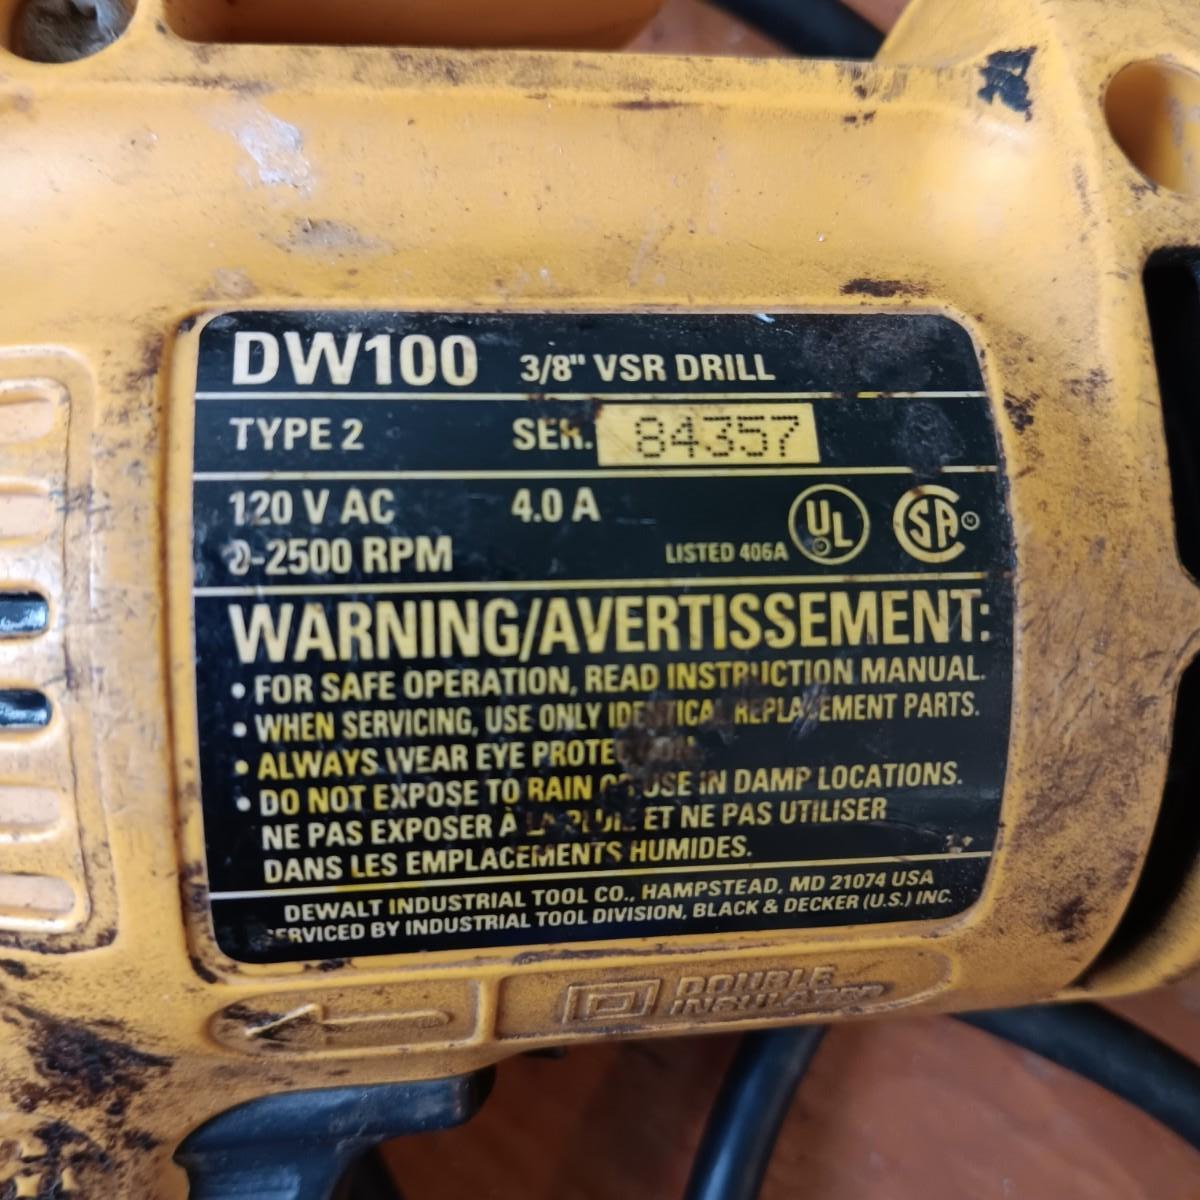 DW100 3/8" VSR DRILL
TYPE 2 SER. 84357
120 V AC 4.0 A
0-2500 RPM LISTED 406A UL SA
WARNING/AVERTISSEMENT:
• FOR SAFE OPERATION, READ INSTRUCTION MANUAL.
• WHEN SERVICING, USE ONLY IDENTICAL REPLACEMENT PARTS.
• ALWAYS WEAR EYE PROTECTION.
• DO NOT EXPOSE TO RAIN OR USE IN DAMP LOCATIONS.
NE PAS EXPOSER À LA PLUIE ET NE PAS UTILISER
DANS LES EMPLACEMENTS HUMIDES.
DEWALT INDUSTRIAL TOOL CO., HAMPSTEAD, MD 21074 USA
SERVICED BY INDUSTRIAL TOOL DIVISION, BLACK & DECKER (U.S.) INC.
DOUBLE
INSULATED